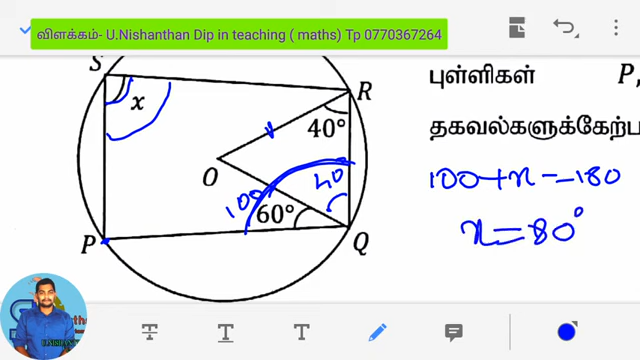 விளக்கம்- U.Nishanthan Dip in teaching ( maths) Tp 0770367264
S
x
R
40°
O
40
100
60°
P
Q
புள்ளிகள் P,
தகவல்களுக்கேற்ப
100+x=180
x=80°
T T T
U.NISHAN